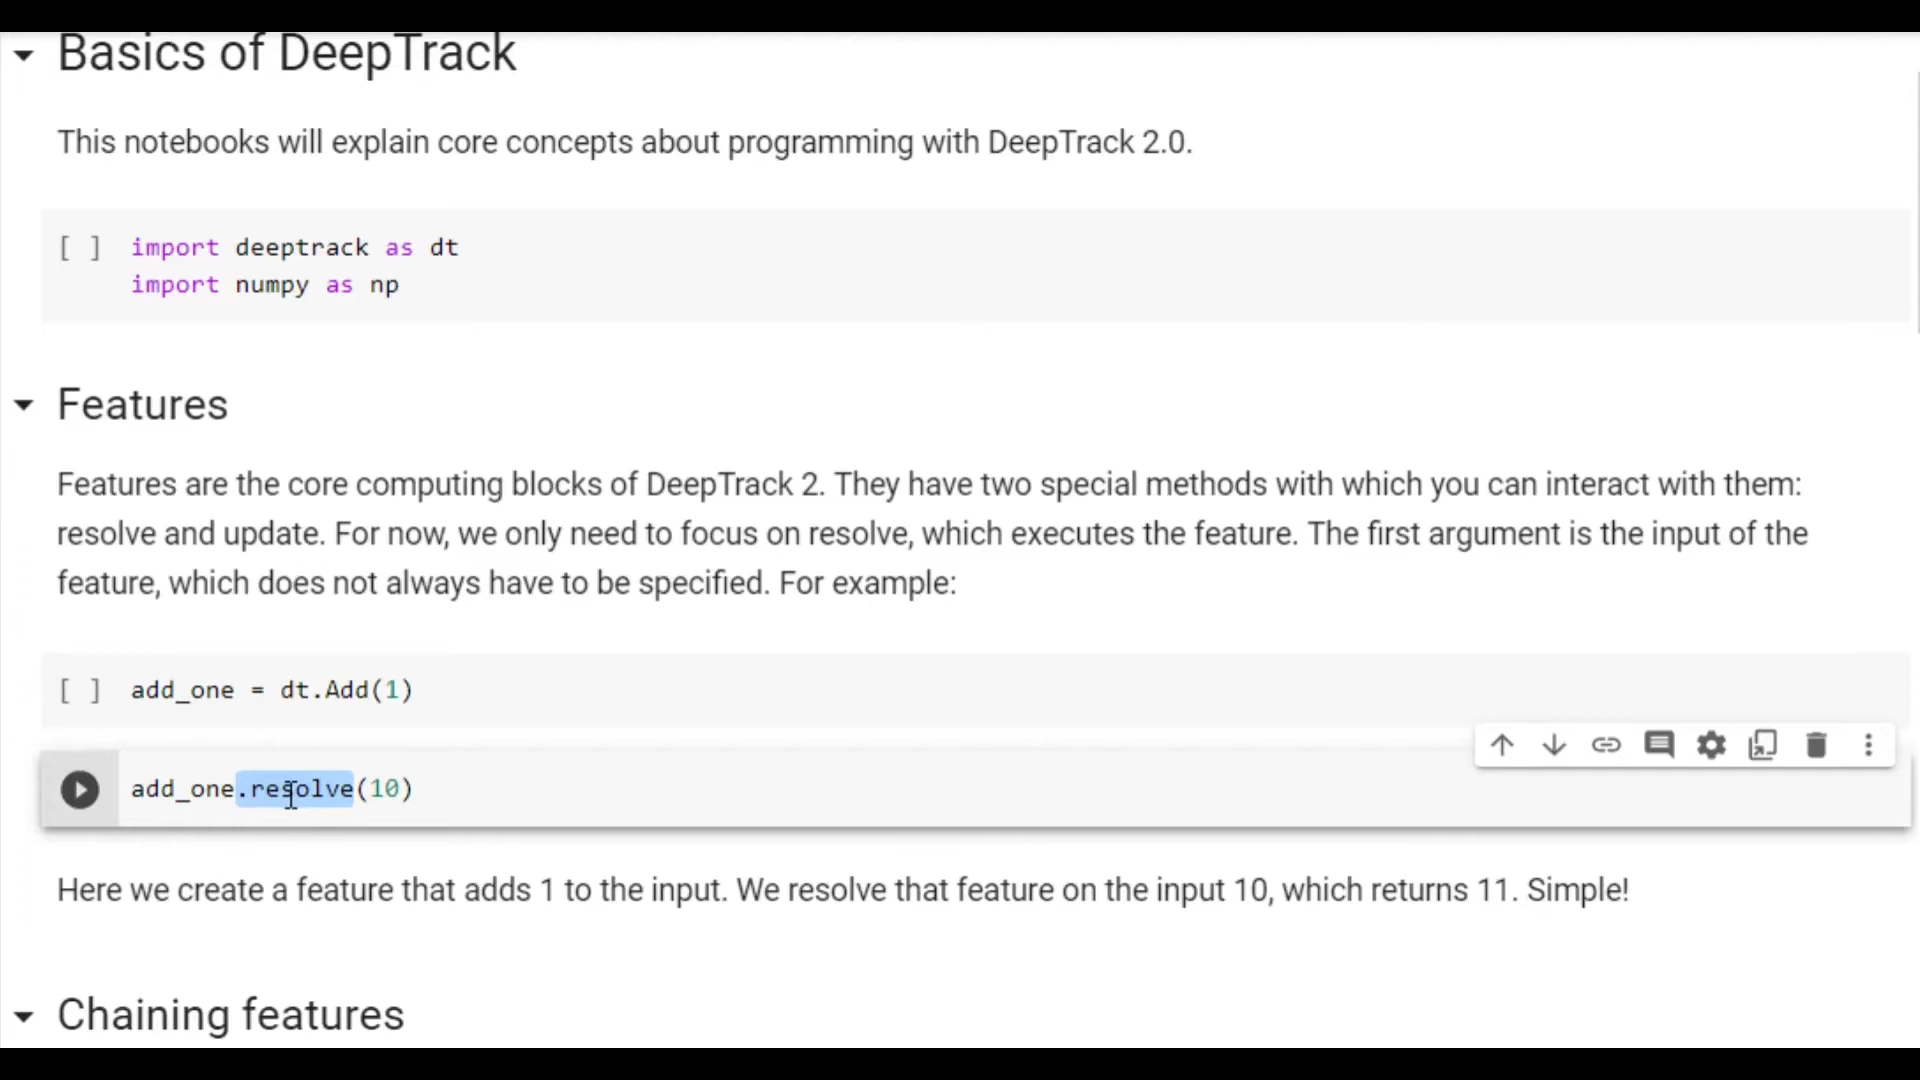 Basics of DeepTrack
This notebooks will explain core concepts about programming with DeepTrack 2.0.
[ ] import deeptrack as dt
import numpy as np
Features
Features are the core computing blocks of DeepTrack 2. They have two special methods with which you can interact with them:
resolve and update. For now, we only need to focus on resolve, which executes the feature. The first argument is the input of the
feature, which does not always have to be specified. For example:
[ ] add_one = dt.Add(1)
add_one.resolve(10)
Here we create a feature that adds 1 to the input. We resolve that feature on the input 10, which returns 11. Simple!
Chaining features